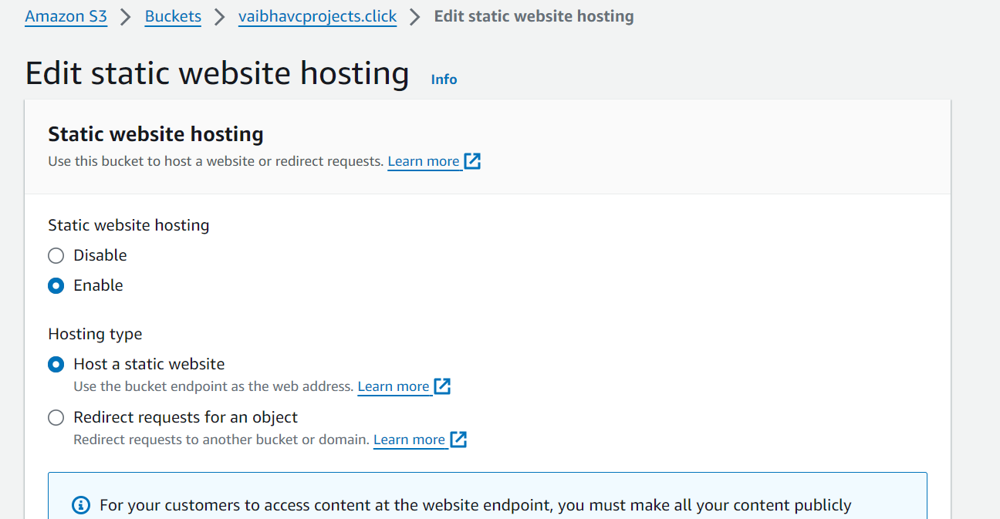 Amazon S3 > Buckets > vaibhavcprojects.click > Edit static website hosting
Edit static website hosting Info
Static website hosting
Use this bucket to host a website or redirect requests. Learn more
Static website hosting
Disable
Enable
Hosting type
Host a static website
Use the bucket endpoint as the web address. Learn more
Redirect requests for an object
Redirect requests to another bucket or domain. Learn more
For your customers to access content at the website endpoint, you must make all your content publicly